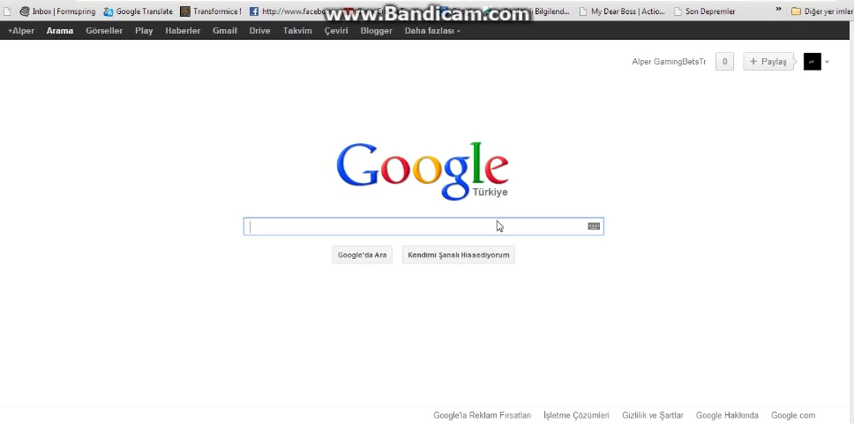 Inbox | Formspring Google Translate Transformice ! http://www.faceb Bilgilend... My Dear Boss | Actio... Son Depremler » Diğer yer imler
www.Bandicam.com
+Alper Arama Görseller Play Haberler Gmail Drive Takvim Çeviri Blogger Daha fazlası
Alper GamingBetsTr 0 + Paylaş
Google
Türkiye
Google'da Ara Kendimi Şanslı Hissediyorum
Google'la Reklam Fırsatları İşletme Çözümleri Gizlilik ve Şartlar Google Hakkında Google.com